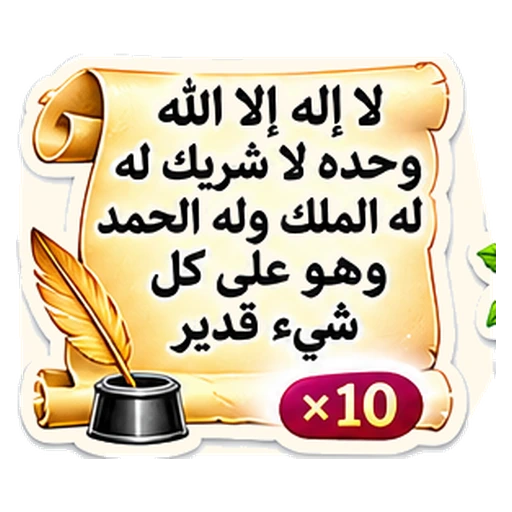 لا إله إلا الله
وحده لا شريك له
له الملك وله الحمد
وهو على كل
شيء قدير
×10